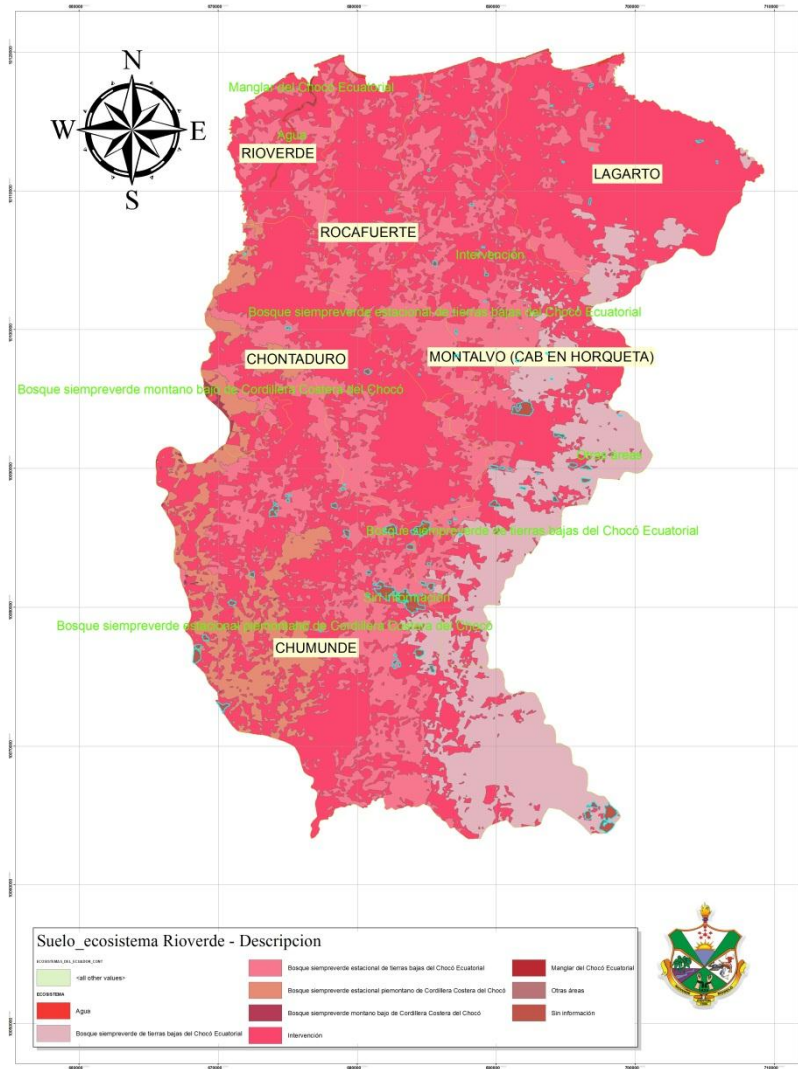 N
W E
S
Manglar del Chocó Ecuatorial
Agua
RIOVERDE
LAGARTO
ROCAFUERTE
Intervención
Bosque siempreverde estacional de tierras bajas del Chocó Ecuatorial
CHONTADURO
MONTALVO (CAB EN HORQUETA)
Bosque siempreverde montano bajo de Cordillera Costera del Chocó
Otras áreas
Bosque siempreverde de tierras bajas del Chocó Ecuatorial
Sin información
Bosque siempreverde estacional piemontano de Cordillera Costera del Chocó
CHUMUNDE
Suelo_ecosistema Rioverde - Descripcion
<all other values>
ECOSISTEMA
Agua
Bosque siempreverde de tierras bajas del Chocó Ecuatorial
Bosque siempreverde estacional de tierras bajas del Chocó Ecuatorial
Bosque siempreverde estacional piemontano de Cordillera Costera del Chocó
Bosque siempreverde montano bajo de Cordillera Costera del Chocó
Intervención
Manglar del Chocó Ecuatorial
Otras áreas
Sin información